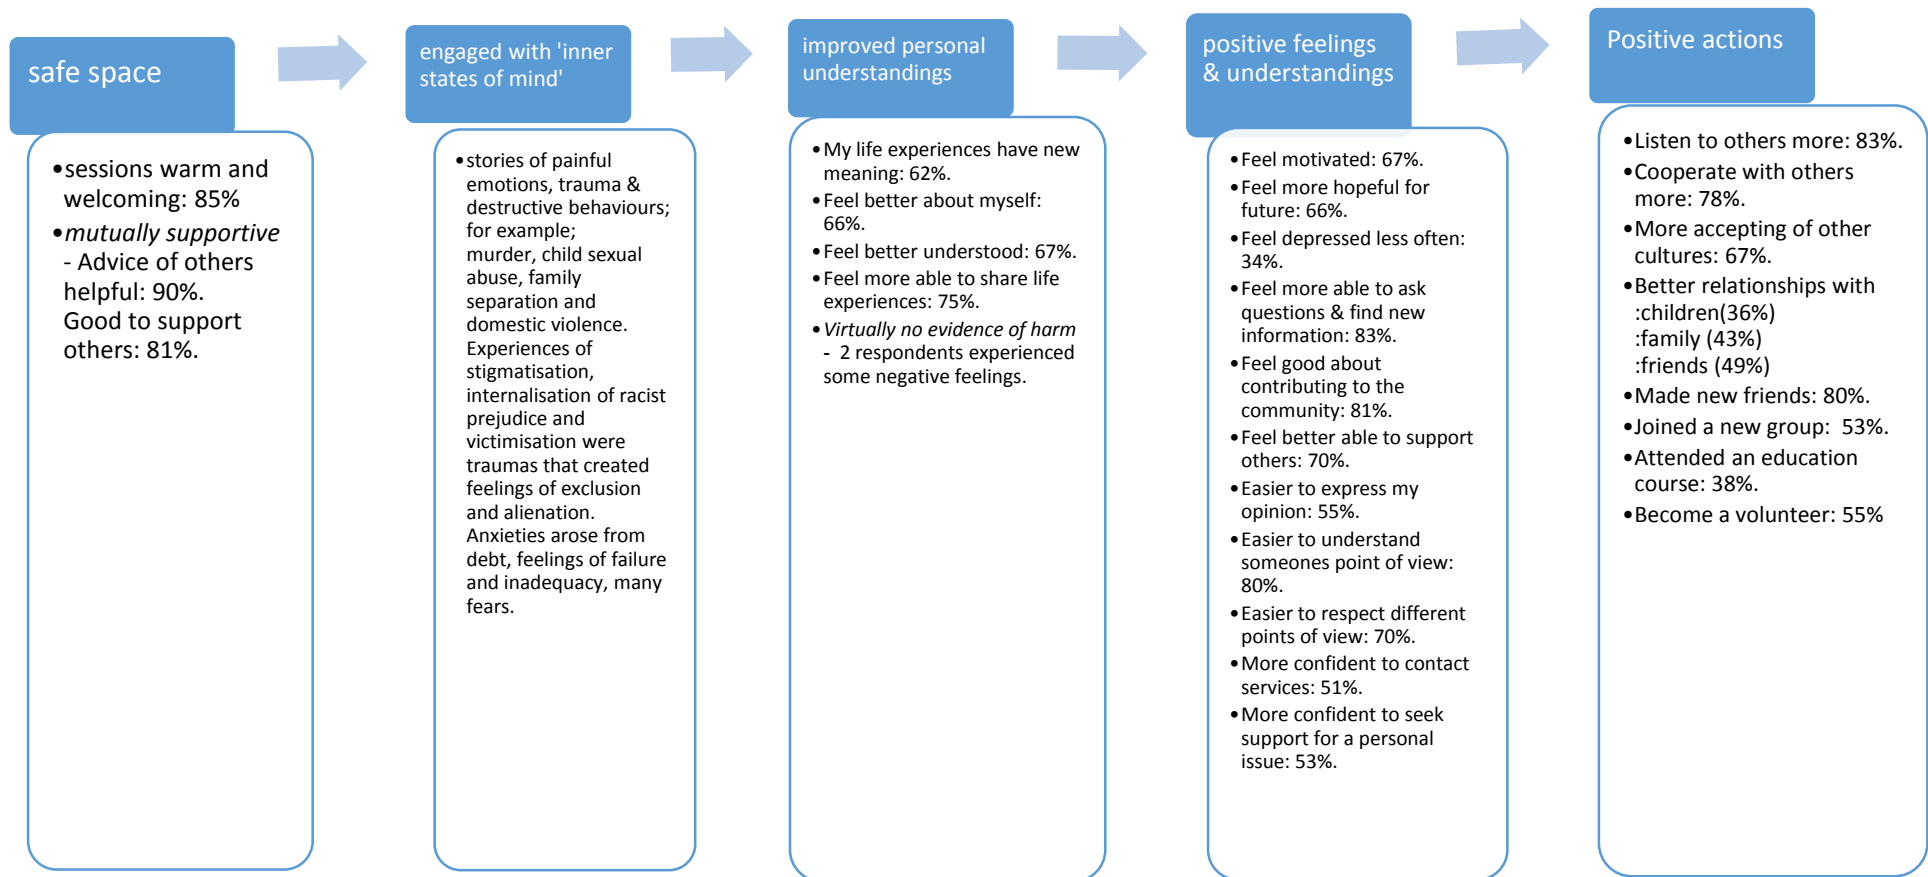 safe space
•sessions warm and
welcoming: 85%
•mutually supportive
- Advice of others
helpful: 90%.
Good to support
others: 81%.
engaged with 'inner
states of mind'
•stories of painful
emotions, trauma &
destructive behaviours;
for example;
murder, child sexual
abuse, family
separation and
domestic violence.
Experiences of
stigmatisation,
internalisation of racist
prejudice and
victimisation were
traumas that created
feelings of exclusion
and alienation.
Anxieties arose from
debt, feelings of failure
and inadequacy, many
fears.
improved personal
understandings
•My life experiences have new
meaning: 62%.
•Feel better about myself:
66%.
•Feel better understood: 67%.
•Feel more able to share life
experiences: 75%.
•Virtually no evidence of harm
- 2 respondents experienced
some negative feelings.
positive feelings
& understandings
•Feel motivated: 67%.
•Feel more hopeful for
future: 66%.
•Feel depressed less often:
34%.
•Feel more able to ask
questions & find new
information: 83%.
•Feel good about
contributing to the
community: 81%.
•Feel better able to support
others: 70%.
•Easier to express my
opinion: 55%.
•Easier to understand
someones point of view:
80%.
•Easier to respect different
points of view: 70%.
•More confident to contact
services: 51%.
•More confident to seek
support for a personal
issue: 53%.
Positive actions
•Listen to others more: 83%.
•Cooperate with others
more: 78%.
•More accepting of other
cultures: 67%.
•Better relationships with
:children(36%)
:family (43%)
:friends (49%)
•Made new friends: 80%.
•Joined a new group: 53%.
•Attended an education
course: 38%.
•Become a volunteer: 55%